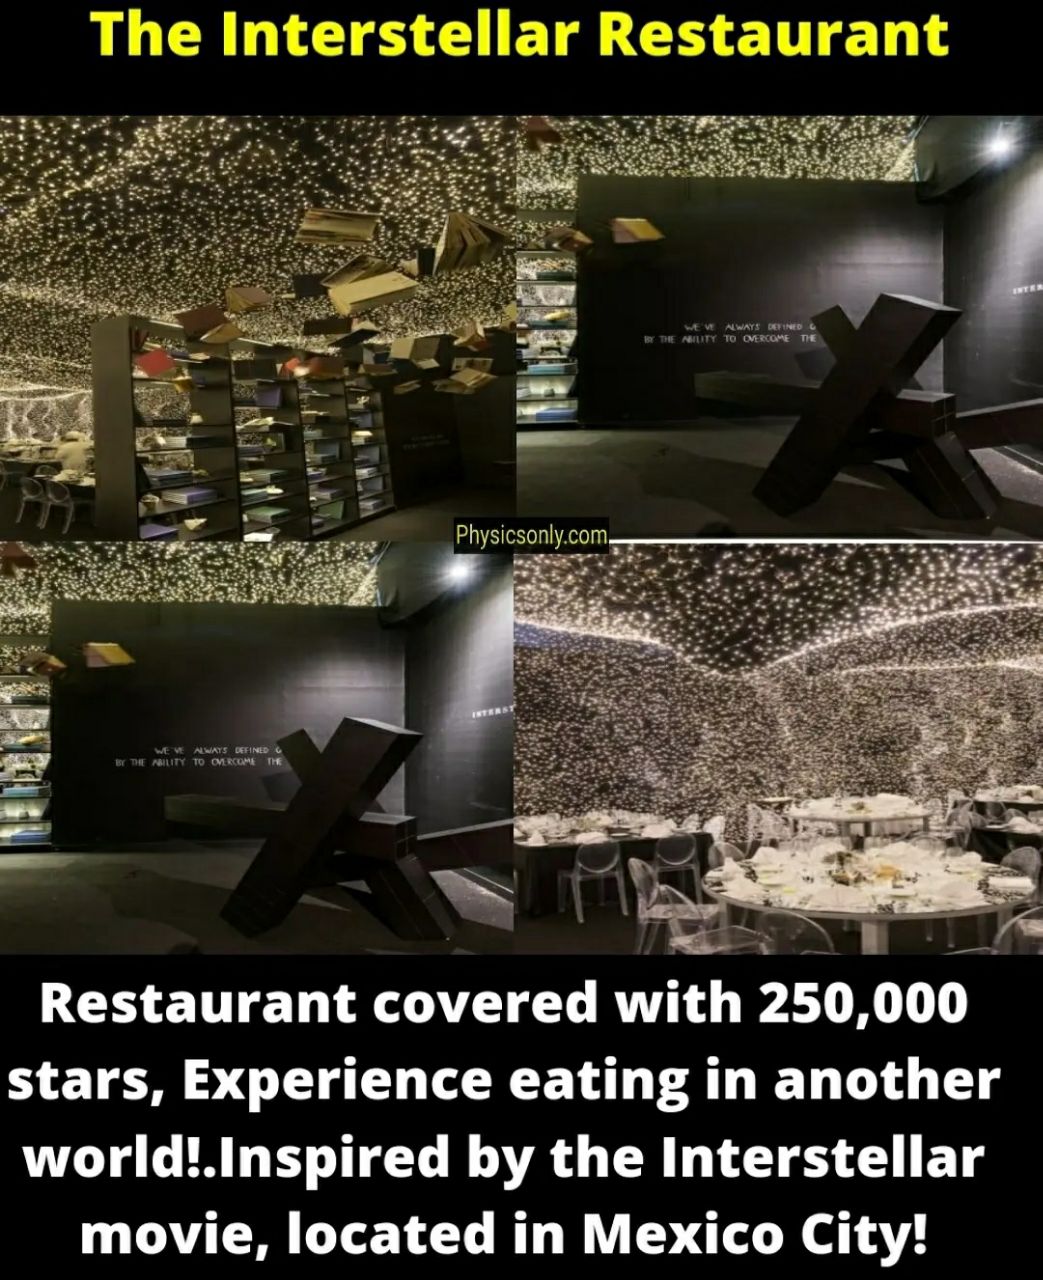 The Interstellar Restaurant
INTER
WE'VE ALWAYS DEFINED O
BY THE ABILITY TO OVERCOME THE
Physicsonly.com
INTERST
WE'VE ALWAYS DEFINED O
BY THE ABILITY TO OVERCOME THE
Restaurant covered with 250,000
stars, Experience eating in another
world!.Inspired by the Interstellar
movie, located in Mexico City!